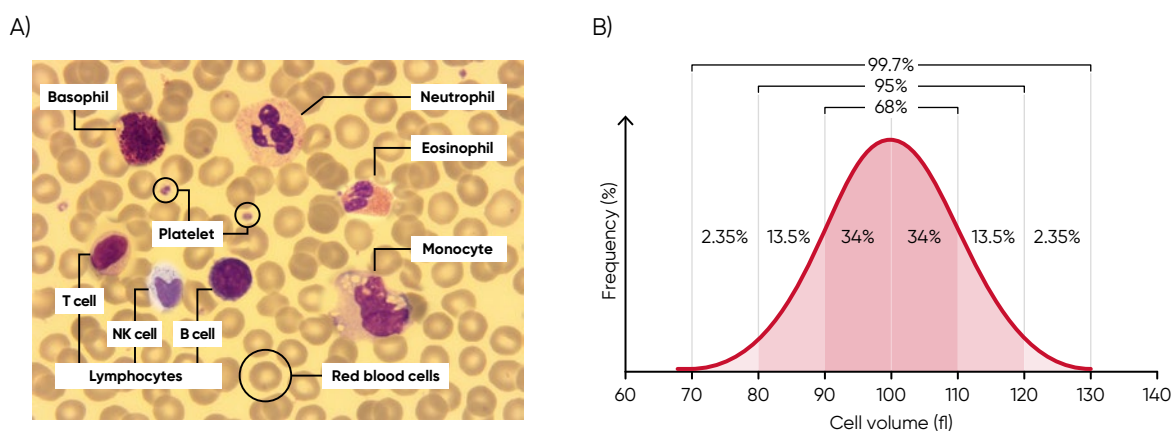 A)
Basophil
Neutrophil
Eosinophil
Platelet
Monocyte
T cell
NK cell
B cell
Lymphocytes
Red blood cells
B)
99.7%
95%
68%
Frequency (%)
2.35% 13.5% 34% 34% 13.5% 2.35%
60 70 80 90 100 110 120 130 140
Cell volume (fl)